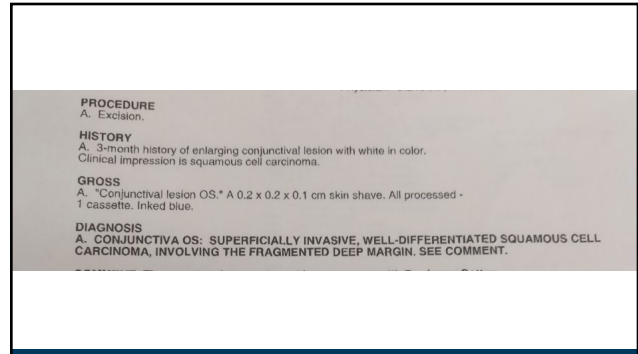 PROCEDURE
A. Excision.
HISTORY
A. 3-month history of enlarging conjunctival lesion with white in color.
Clinical impression is squamous cell carcinoma.
GROSS
A. "Conjunctival lesion OS." A 0.2 x 0.2 x 0.1 cm skin shave. All processed -
1 cassette. Inked blue.
DIAGNOSIS
A. CONJUNCTIVA OS: SUPERFICIALLY INVASIVE, WELL-DIFFERENTIATED SQUAMOUS CELL
CARCINOMA, INVOLVING THE FRAGMENTED DEEP MARGIN. SEE COMMENT.